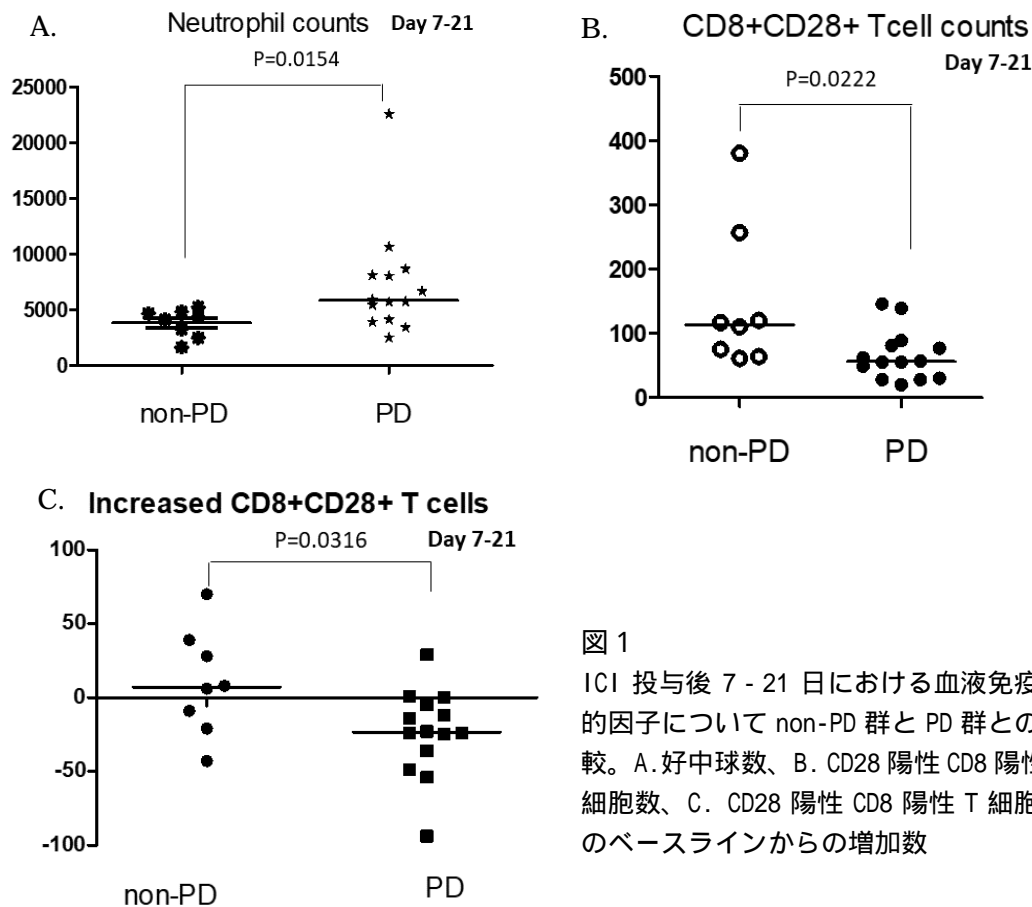 A.
Neutrophil counts Day 7-21
P=0.0154
25000
20000
15000
10000
5000
0
non-PD PD
B.
CD8+CD28+ Tcell counts
Day 7-21
P=0.0222
500
400
300
200
100
0
non-PD PD
C. Increased CD8+CD28+ T cells
P=0.0316 Day 7-21
100
50
0
-50
-100
non-PD PD
図 1
ICI 投与後 7 - 21 日における血液免疫
的因子について non-PD 群と PD 群との
較。A.好中球数、B. CD28 陽性 CD8 陽性
細胞数、C. CD28 陽性 CD8 陽性 T 細胞
のベースラインからの増加数